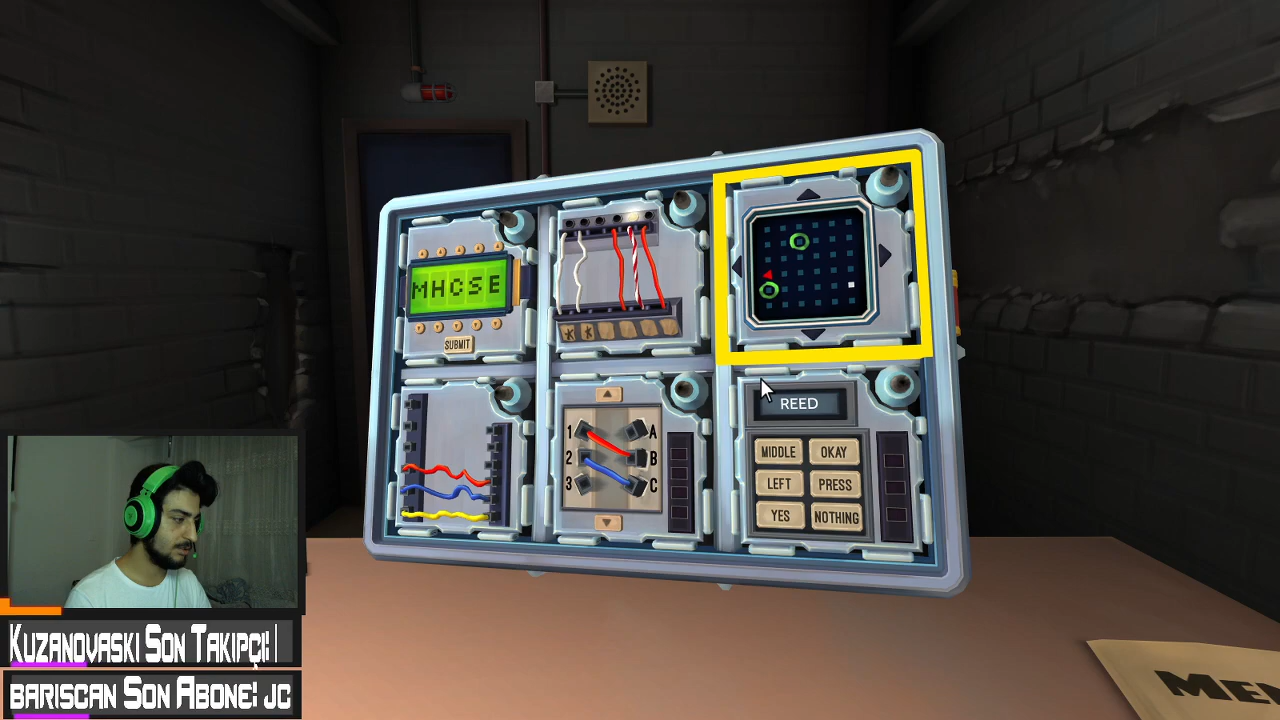 MHCSE
SUBMIT
**
1 A
2 B
3 C
REED
MIDDLE OKAY
LEFT PRESS
YES NOTHING
KUZANOVASKI SON TAKIPÇI: |
BARISCAN SON ABONE: JC